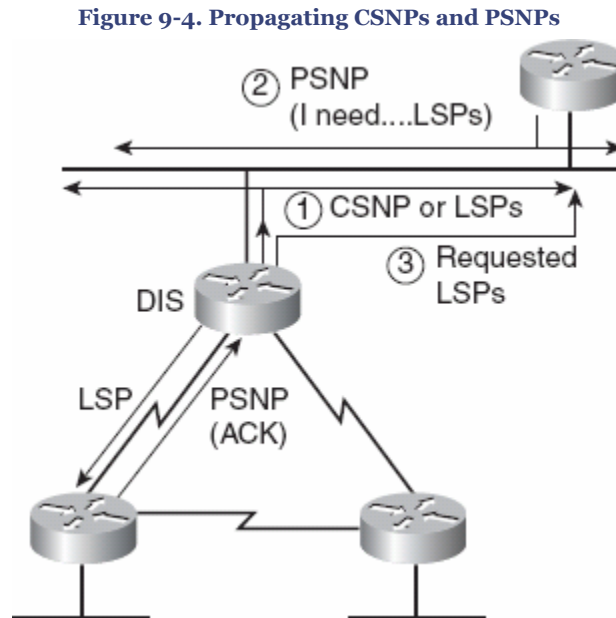 Figure 9-4. Propagating CSNPs and PSNPs
2 PSNP
(I need....LSPs)
1 CSNP or LSPs
3 Requested
LSPs
DIS
LSP
PSNP
(ACK)